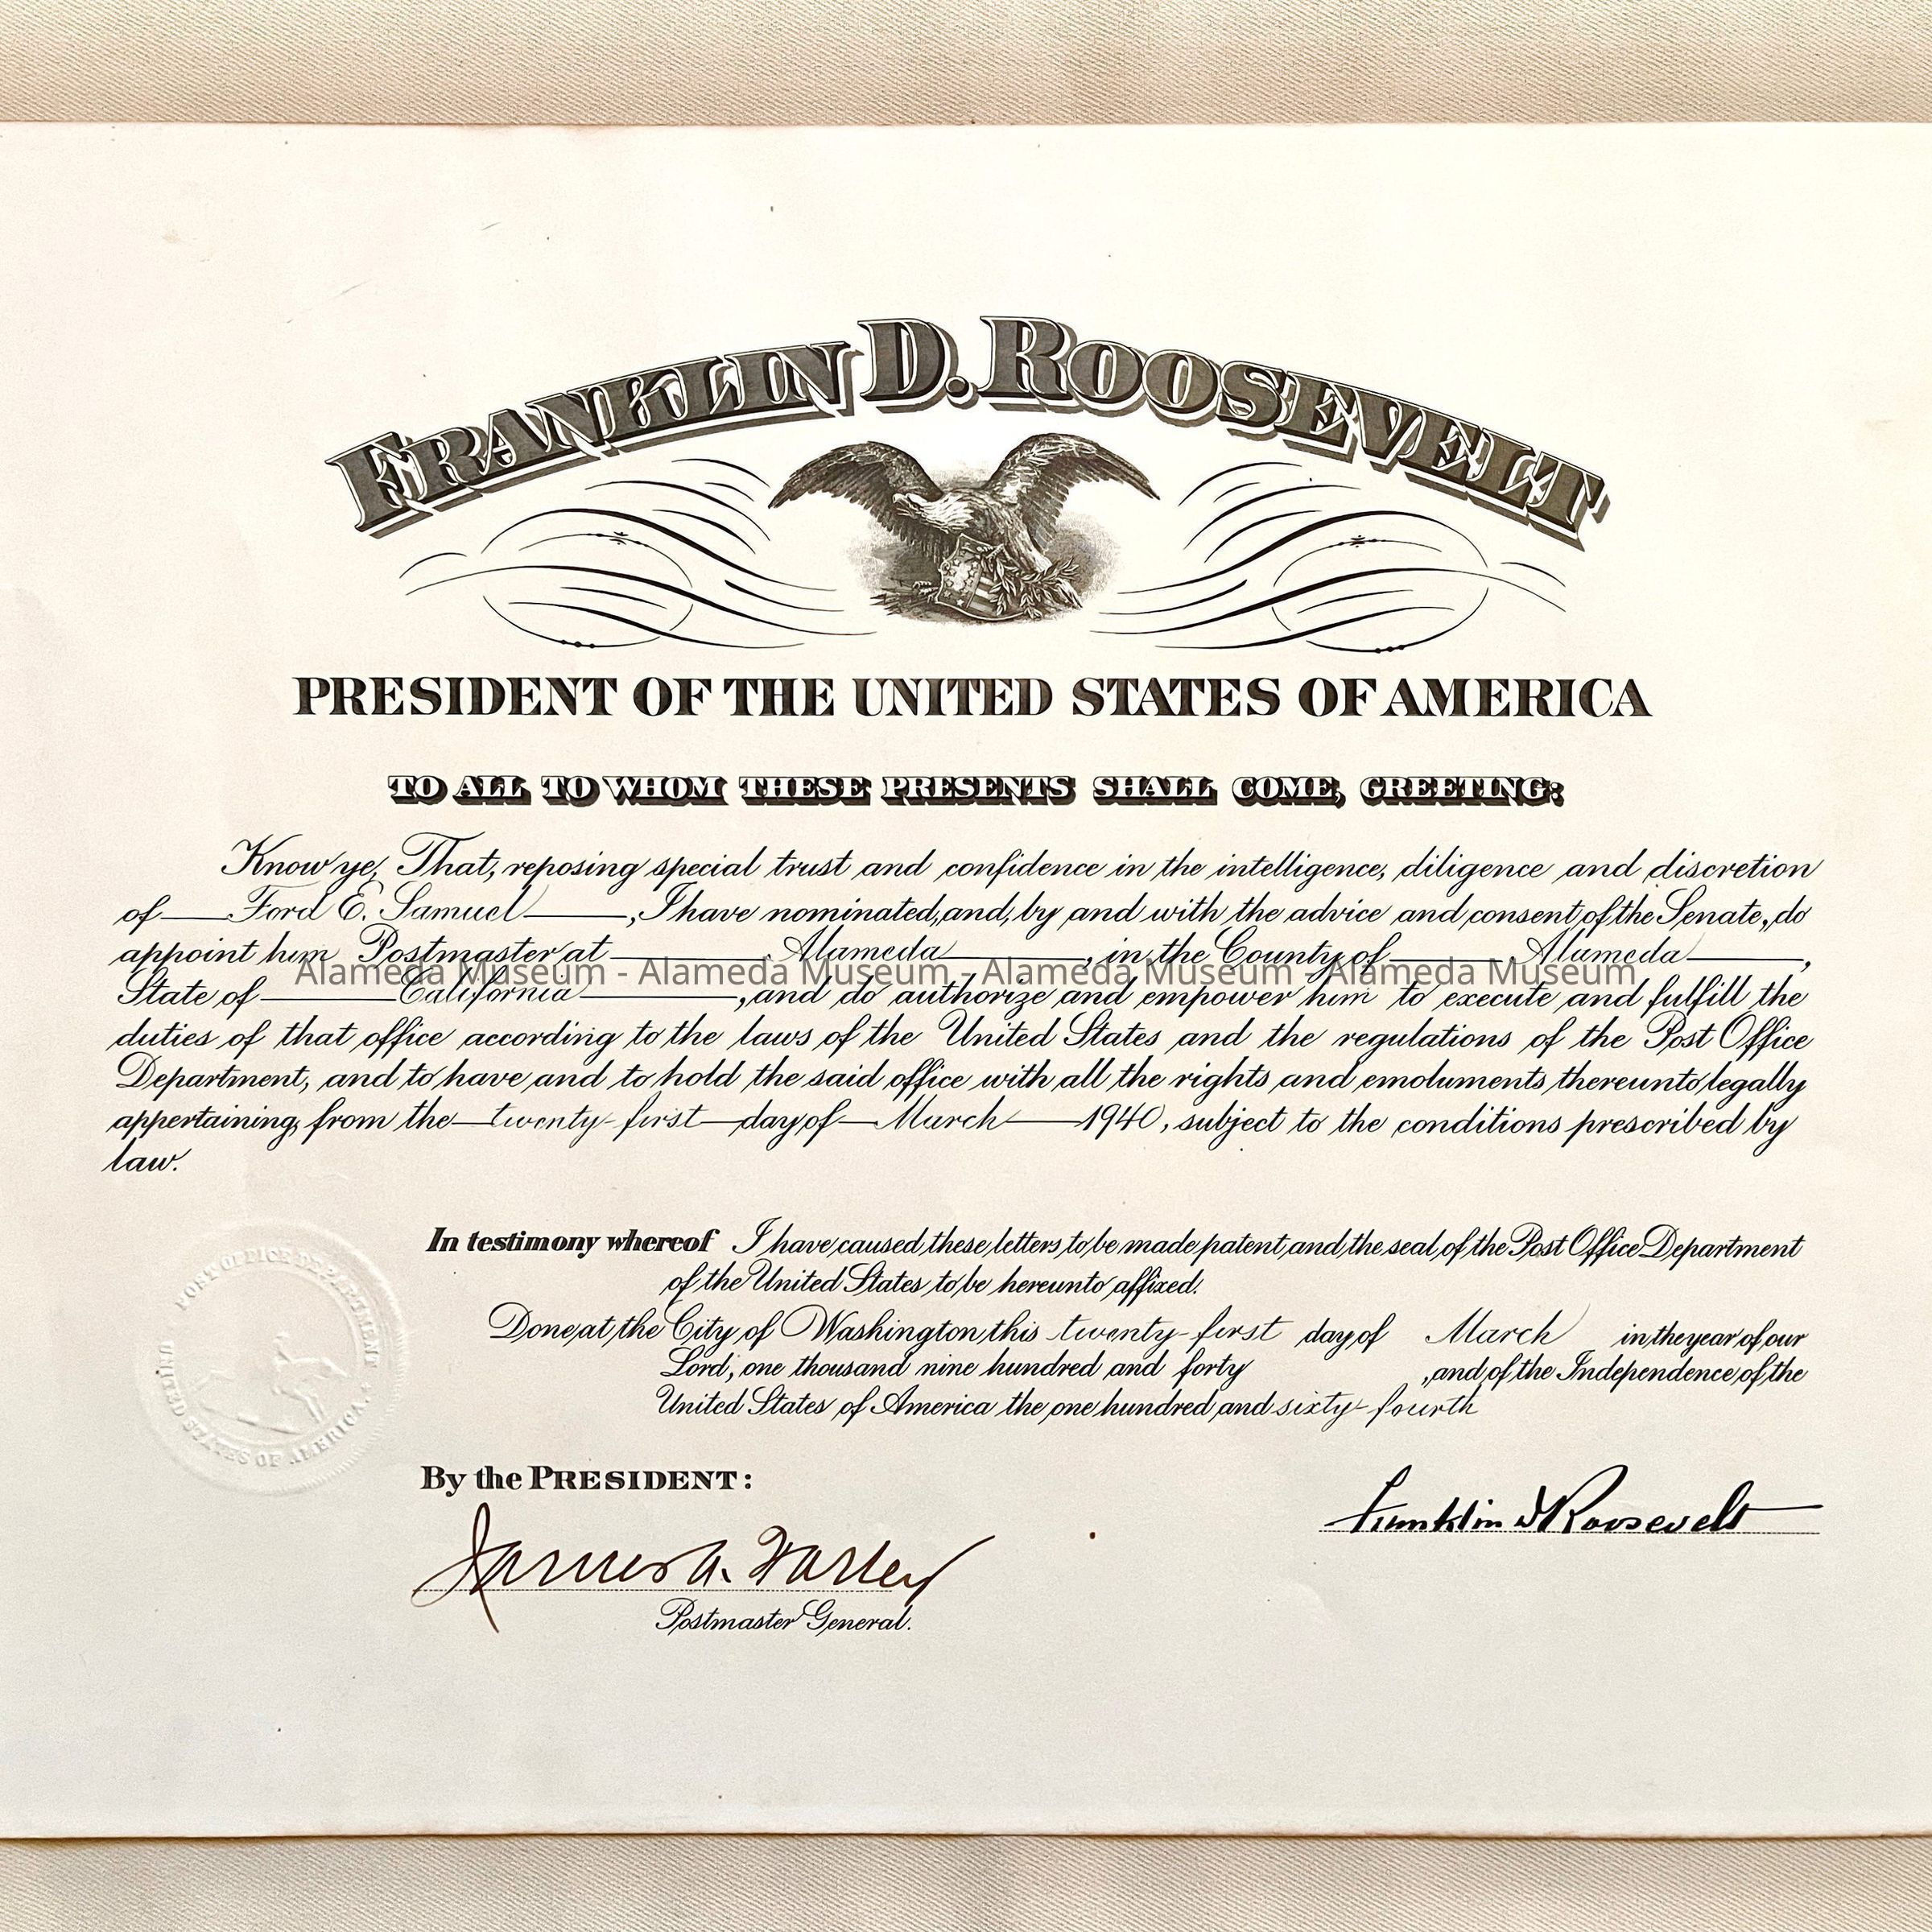 FRANKLIN D. ROOSEVELT
PRESIDENT OF THE UNITED STATES OF AMERICA
TO ALL TO WHOM THESE PRESENTS SHALL COME, GREETING:
Know ye, That, reposing special trust and confidence in the intelligence, diligence and discretion
of Ford E. Samuel, I have nominated, and, by and with the advice and consent of the Senate, do
appoint him Postmaster at Alameda, in the County of Alameda,
Alameda Museum - Alameda Museum - Alameda Museum - Alameda Museum
State of California, and do authorize and empower him to execute and fulfill the
duties of that office according to the laws of the United States and the regulations of the Post Office
Department, and to have and to hold the said office with all the rights and emoluments thereunto legally
appertaining, from the twenty-first day of March 1940, subject to the conditions prescribed by
law.
In testimony whereof I have caused these letters to be made patent, and the seal of the Post Office Department
of the United States to be hereunto affixed.
Done at the City of Washington this twenty-first day of March in the year of our
Lord, one thousand nine hundred and forty, and of the Independence of the
United States of America the one hundred and sixty-fourth
POST OFFICE DEPARTMENT
UNITED STATES OF AMERICA.
By the PRESIDENT:
Franklin D Roosevelt
James A. Farley
Postmaster General.